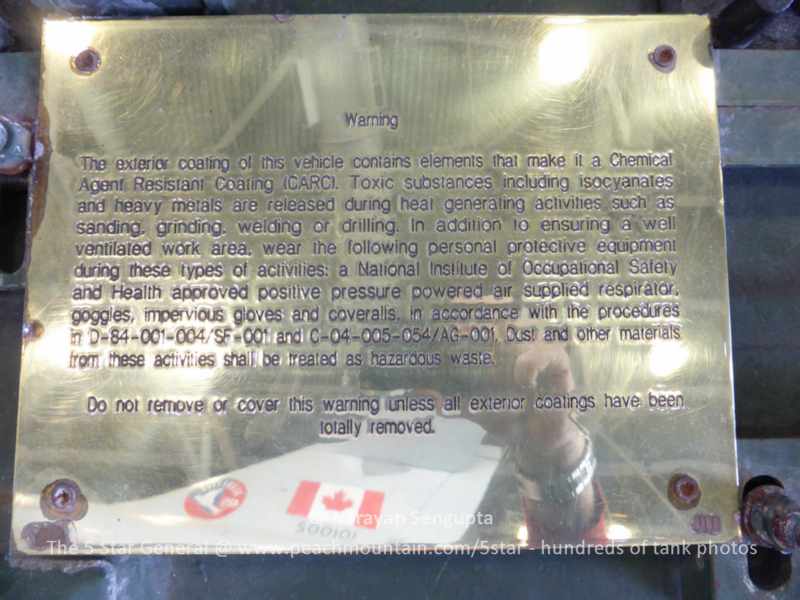 Warning
The exterior coating of this vehicle contains elements that make it a Chemical
Agent Resistant Coating (CARC). Toxic substances including isocyanates
and heavy metals are released during heat generating activities such as
sanding, grinding, welding or drilling. In addition to ensuring a well
ventilated work area, wear the following personal protective equipment
during these types of activities: a National Institute of Occupational Safety
and Health approved positive pressure powered air supplied respirator,
goggles, impervious gloves and coveralls, in accordance with the procedures
in D-84-001-004/SF-001 and C-04-005-054/AG-001. Dust and other materials
from these activities shall be treated as hazardous waste.
Do not remove or cover this warning unless all exterior coatings have been
totally removed.
Narayan Sengupta
The 5 Star General @ www.peachmountain.com/5star - hundreds of tank photos